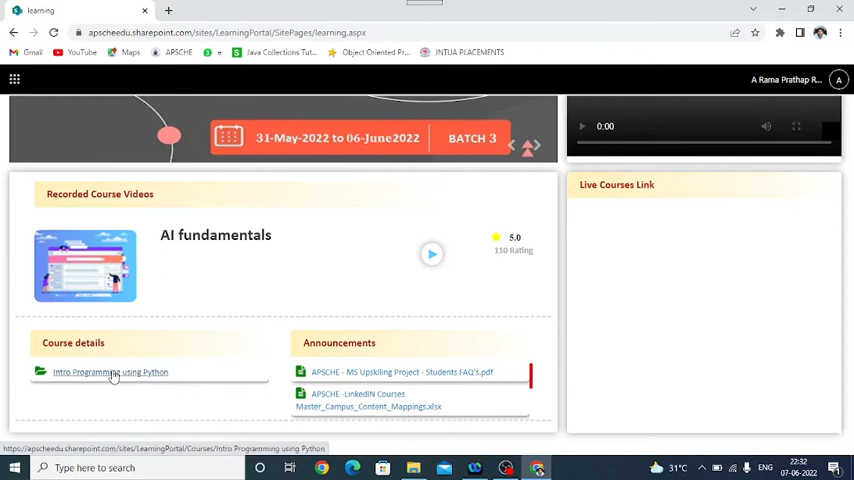 learning
apscheedu.sharepoint.com/sites/LearningPortal/SitePages/learning.aspx
Gmail
YouTube
Maps
APSCHE
e
Java Collections Tut...
Object Oriented Pr...
JNTUA PLACEMENTS
A Rama Prathap R...
A
31-May-2022 to 06-June2022
BATCH 3
0:00
Recorded Course Videos
Live Courses Link
AI fundamentals
5.0
110 Rating
Course details
Announcements
Intro Programming using Python
APSCHE - MS Upsklling Project - Students FAQ's.pdf
APSCHE -LinkedIN Courses
Master_Campus_Content_Mappings.xlsx
https://apscheedu.sharepoint.com/sites/LearningPortal/Courses/Intro Programming using Python
Type here to search
31°C
ENG
22:32
07-06-2022